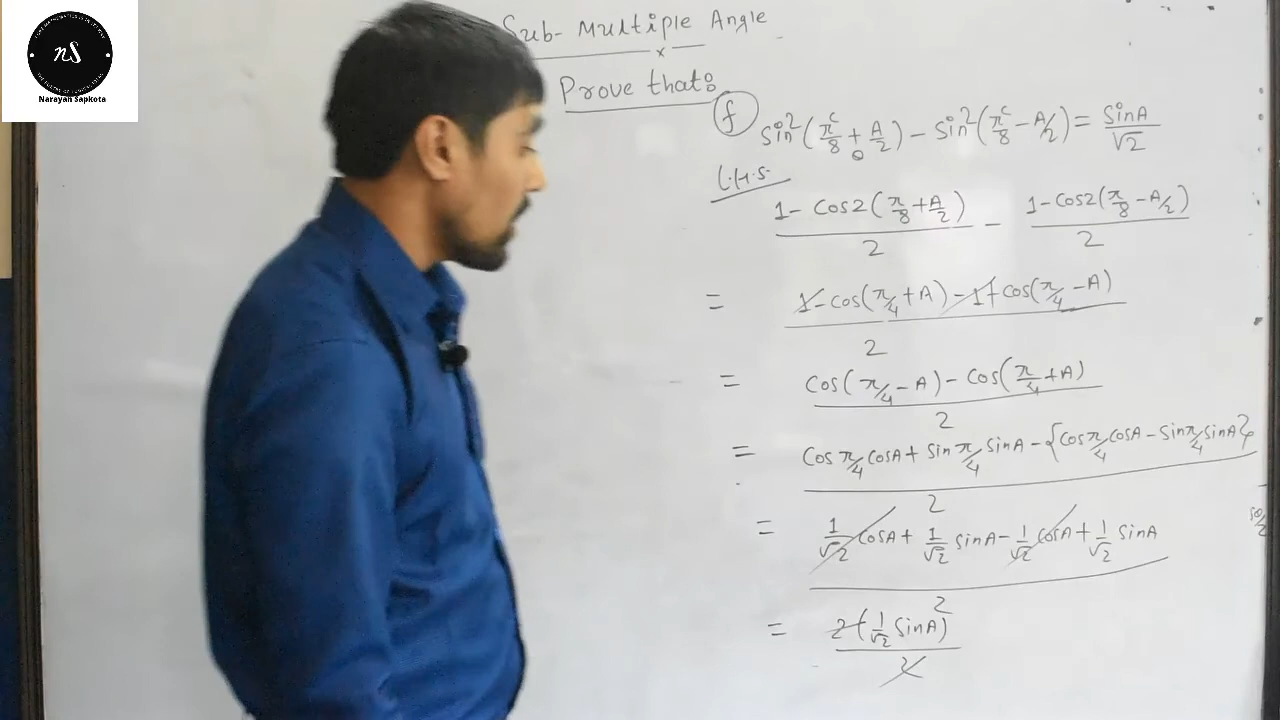 nS
Narayan Sapkota
Sub- Multiple Angle
Prove that:
f sin²(π^c/8 + A/2) - sin²(π^c/8 - A/2) = sinA/√2
L.H.S.
1- cos2(π/8 + A/2)/2 - 1-cos2(π/8 - A/2)/2
= 1-cos(π/4 + A) - 1+cos(π/4 - A)/2
= cos(π/4 - A) - cos(π/4 + A)/2
= cos π/4 cosA + sin π/4 sinA - {cos π/4 cosA - sin π/4 sinA}/2
= 1/√2 cosA + 1/√2 sinA - 1/√2 cosA + 1/√2 sinA/2
= 2(1/√2 sinA)/2